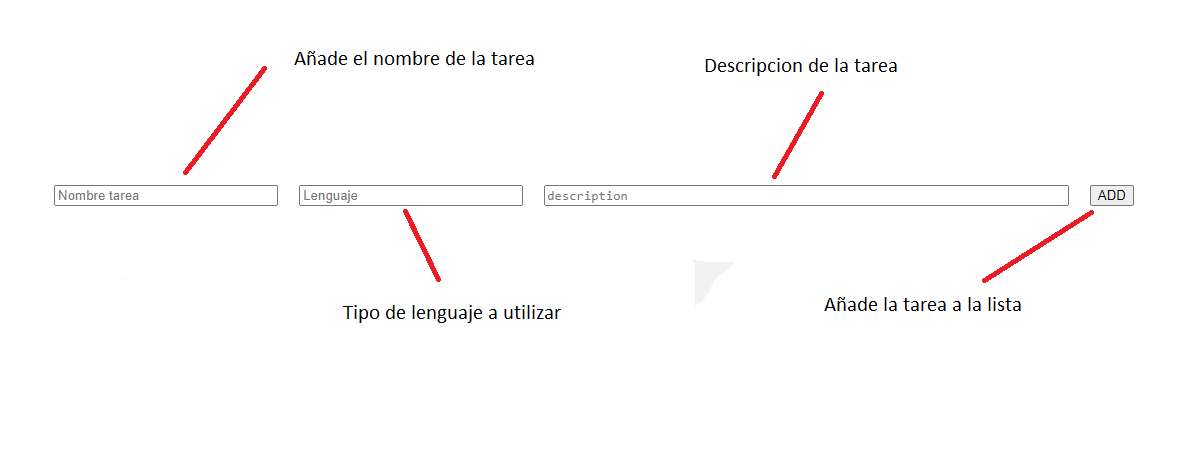 Añade el nombre de la tarea
Descripcion de la tarea
Nombre tarea
Lenguaje
description
ADD
Tipo de lenguaje a utilizar
Añade la tarea a la lista